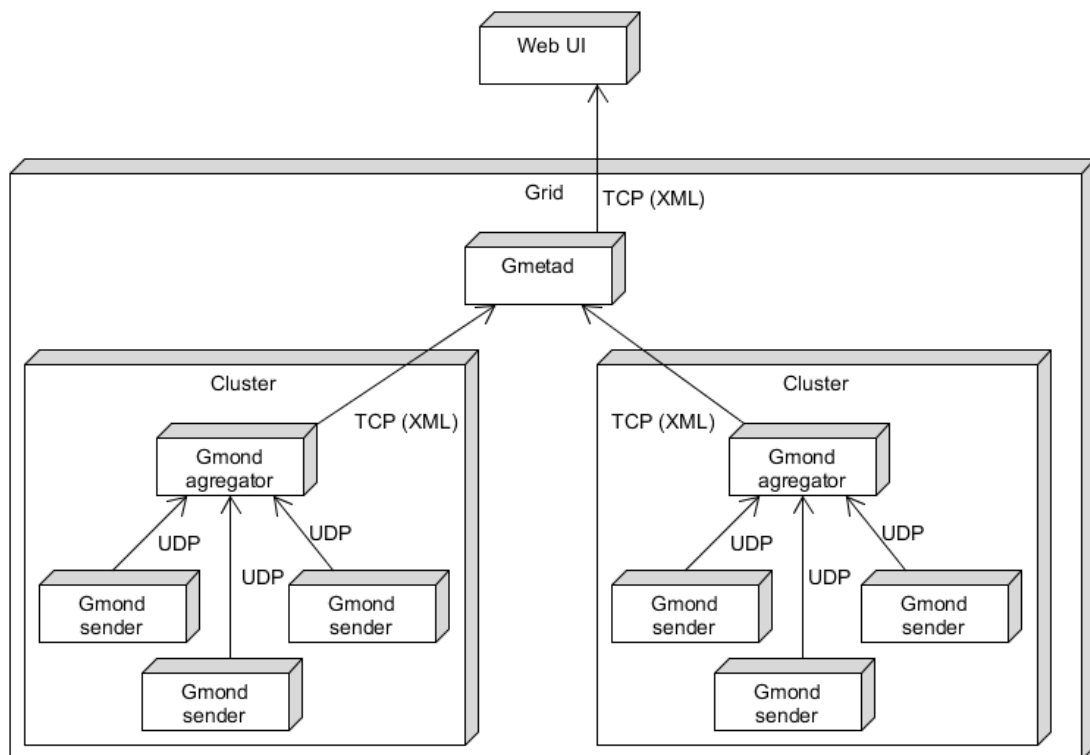 Web UI
Grid
TCP (XML)
Gmetad
Cluster
Cluster
TCP (XML)
TCP (XML)
Gmond
agregator
Gmond
agregator
UDP
UDP
UDP
UDP
UDP
UDP
Gmond
sender
Gmond
sender
Gmond
sender
Gmond
sender
Gmond
sender
Gmond
sender